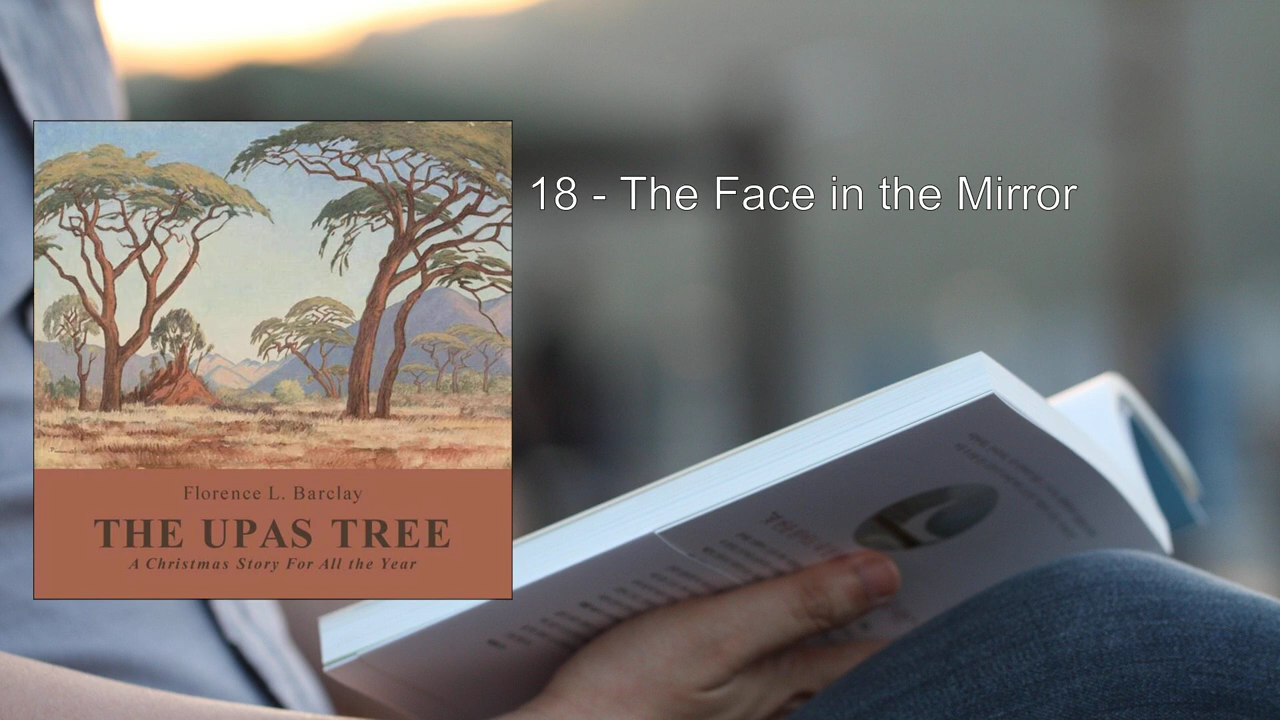 18 - The Face in the Mirror
Florence L. Barclay
THE UPAS TREE
A Christmas Story For All the Year